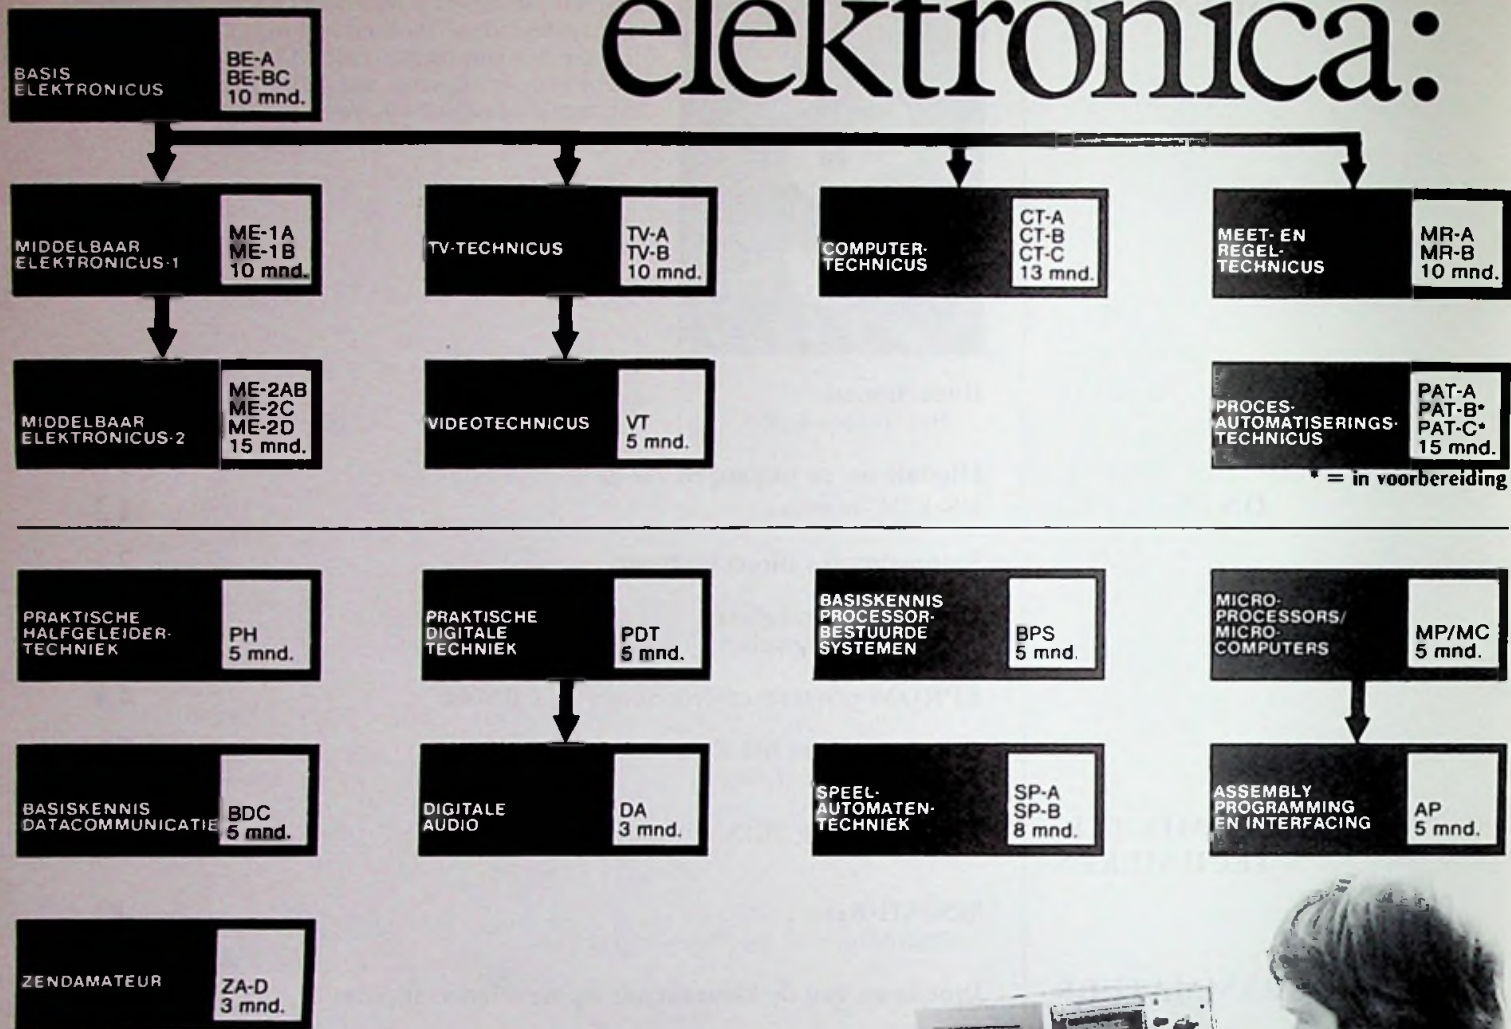 elektronica:
BASIS
ELEKTRONICUS
BE-A
BE-BC
10 mnd.
MIDDELBAAR
ELEKTRONICUS-1
ME-1A
ME-1B
10 mnd.
TV-TECHNICUS
TV-A
TV-B
10 mnd.
COMPUTER-
TECHNICUS
CT-A
CT-B
CT-C
13 mnd.
MEET- EN
REGEL-
TECHNICUS
MR-A
MR-B
10 mnd.
MIDDELBAAR
ELEKTRONICUS-2
ME-2AB
ME-2C
ME-2D
15 mnd.
VIDEOTECHNICUS
VT
5 mnd.
PROCES-
AUTOMATISERINGS-
TECHNICUS
PAT-A
PAT-B*
PAT-C*
15 mnd.
* = in voorbereiding
PRAKTISCHE
HALFGELEIDER-
TECHNIEK
PH
5 mnd.
PRAKTISCHE
DIGITALE
TECHNIEK
PDT
5 mnd.
BASISKENNIS
PROCESSOR-
BESTUURDE
SYSTEMEN
BPS
5 mnd.
MICRO-
PROCESSORS/
MICRO-
COMPUTERS
MP/MC
5 mnd.
BASISKENNIS
DATACOMMUNICATIE
BDC
5 mnd.
DIGITALE
AUDIO
DA
3 mnd.
SPEEL-
AUTOMATEN-
TECHNIEK
SP-A
SP-B
8 mnd.
ASSEMBLY
PROGRAMMING
EN INTERFACING
AP
5 mnd.
ZENDAMATEUR
ZA-D
3 mnd.